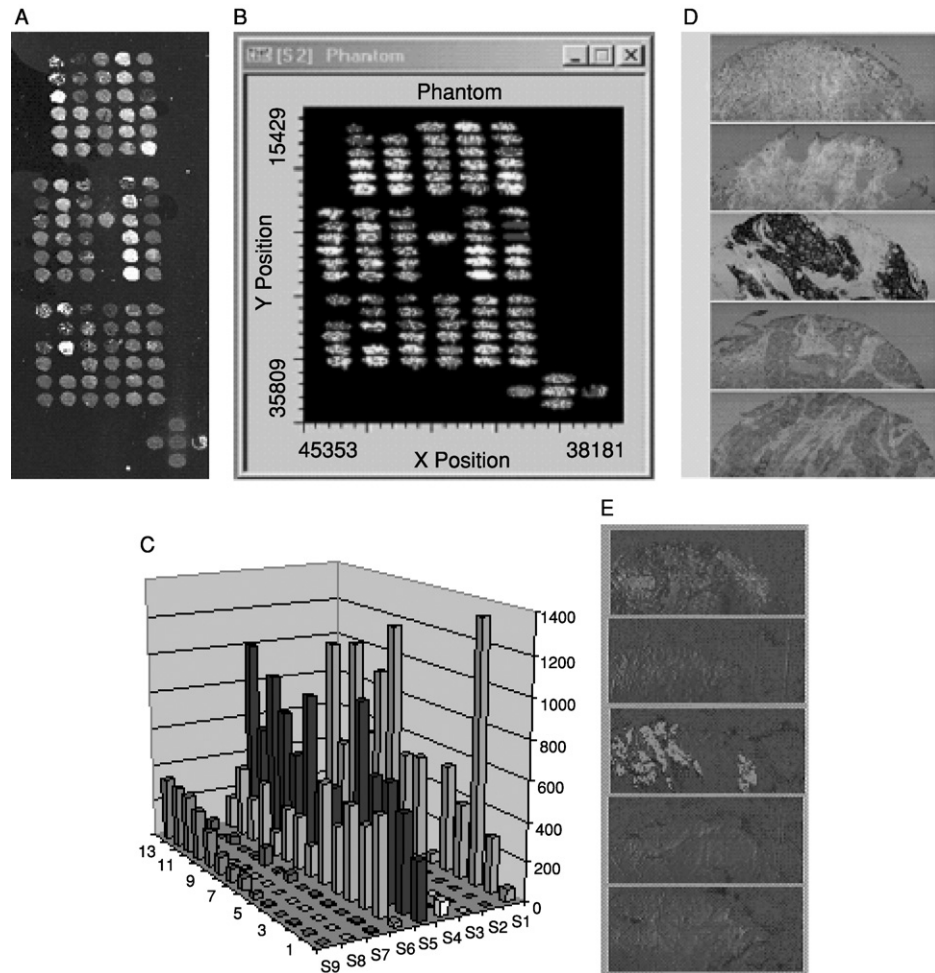 A
B
D
[S2] Phantom
Phantom
15429
Y Position
35809
45353
38181
X Position
C
E
1400
1200
1000
800
600
400
200
0
13
11
9
7
5
3
1
S9
S8
S7
S6
S5
S4
S3
S2
S1